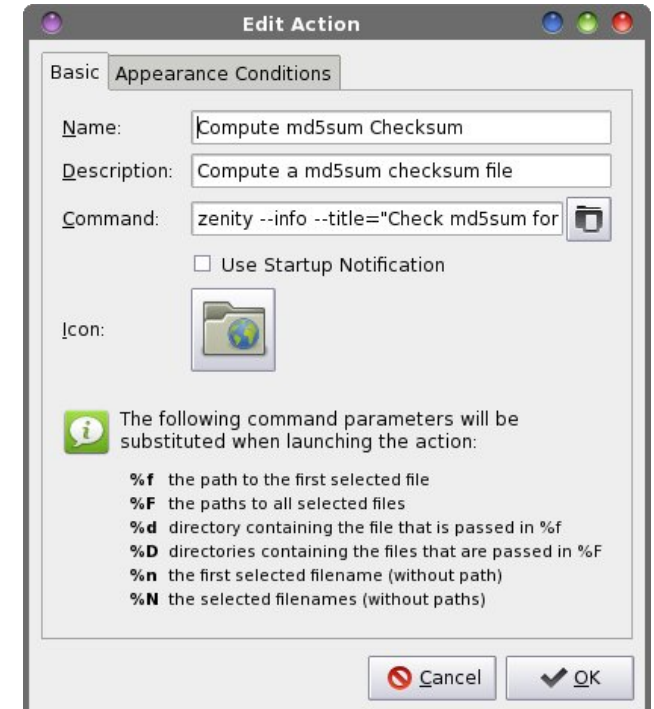 Edit Action
Basic Appearance Conditions
Name: Compute md5sum Checksum
Description: Compute a md5sum checksum file
Command: zenity --info --title="Check md5sum for
Use Startup Notification
Icon:
The following command parameters will be
substituted when launching the action:
%f the path to the first selected file
%F the paths to all selected files
%d directory containing the file that is passed in %f
%D directories containing the files that are passed in %F
%n the first selected filename (without path)
%N the selected filenames (without paths)
Cancel OK